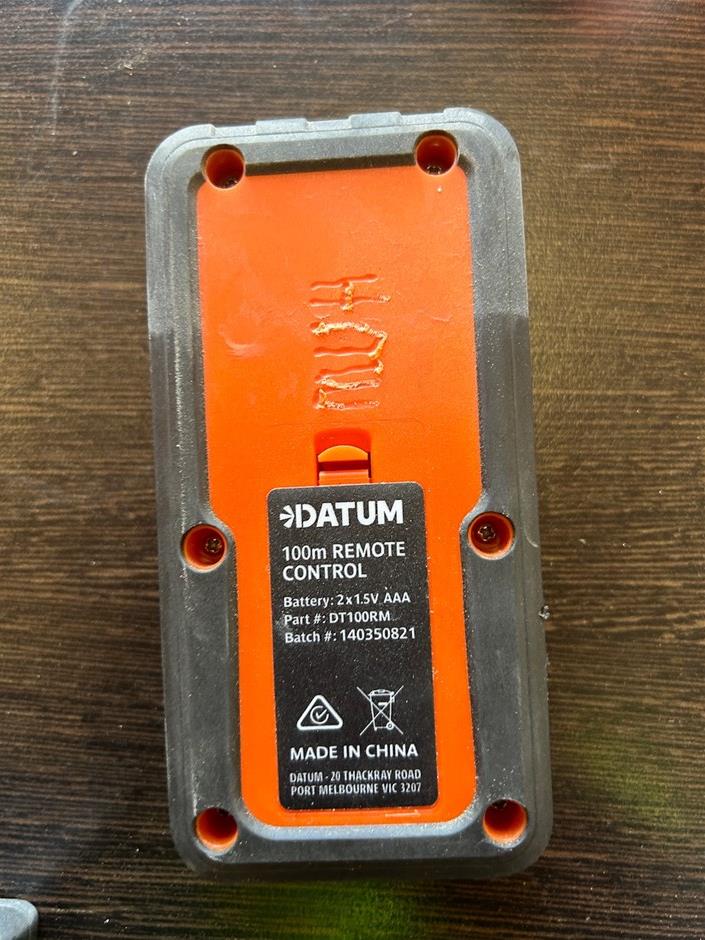 DATUM
100m REMOTE
CONTROL
Battery: 2x1.5V AAA
Part #: DT100RM
Batch #: 140350821
MADE IN CHINA
DATUM - 20 THACKRAY ROAD
PORT MELBOURNE VIC 3207